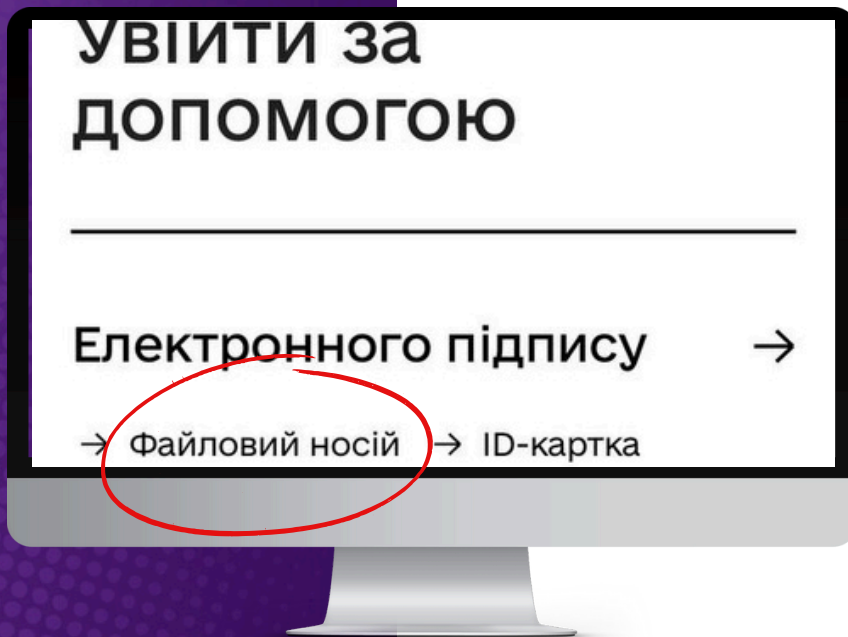 Увійти за
допомогою
Електронного підпису →
→ Файловий носій → ID-картка